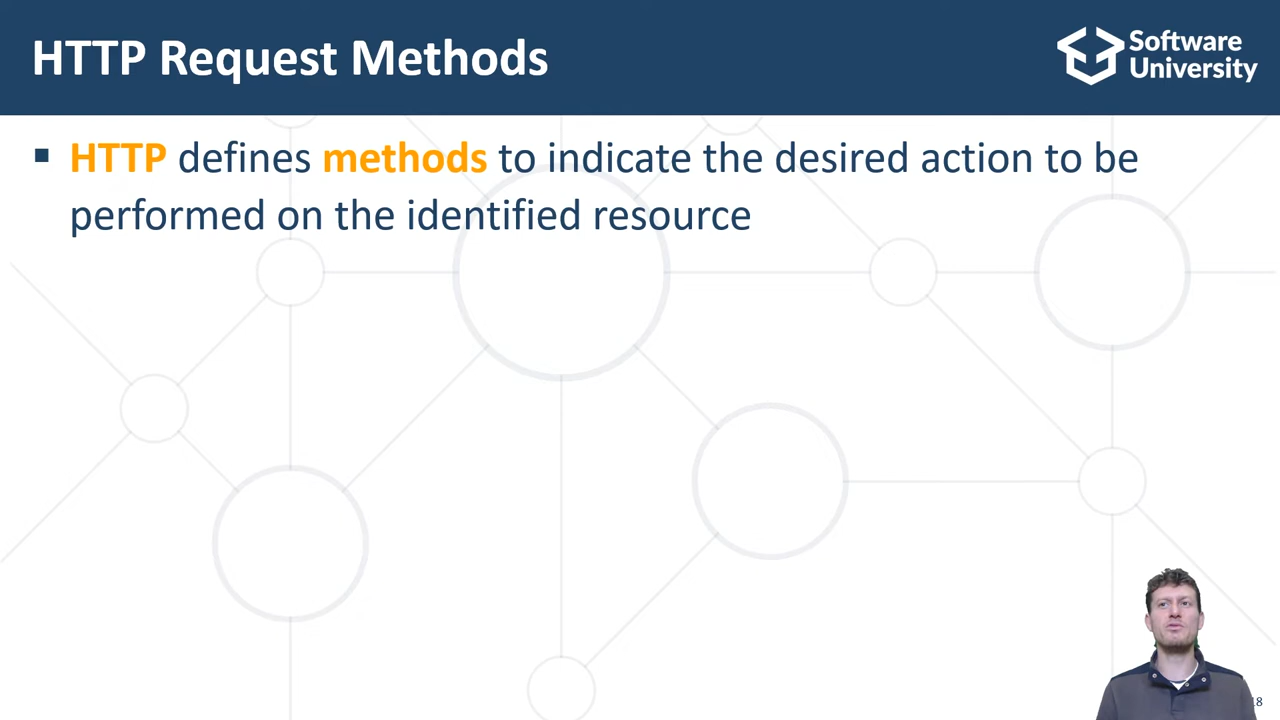 HTTP Request Methods
Software
University
▪ HTTP defines methods to indicate the desired action to be
performed on the identified resource
18